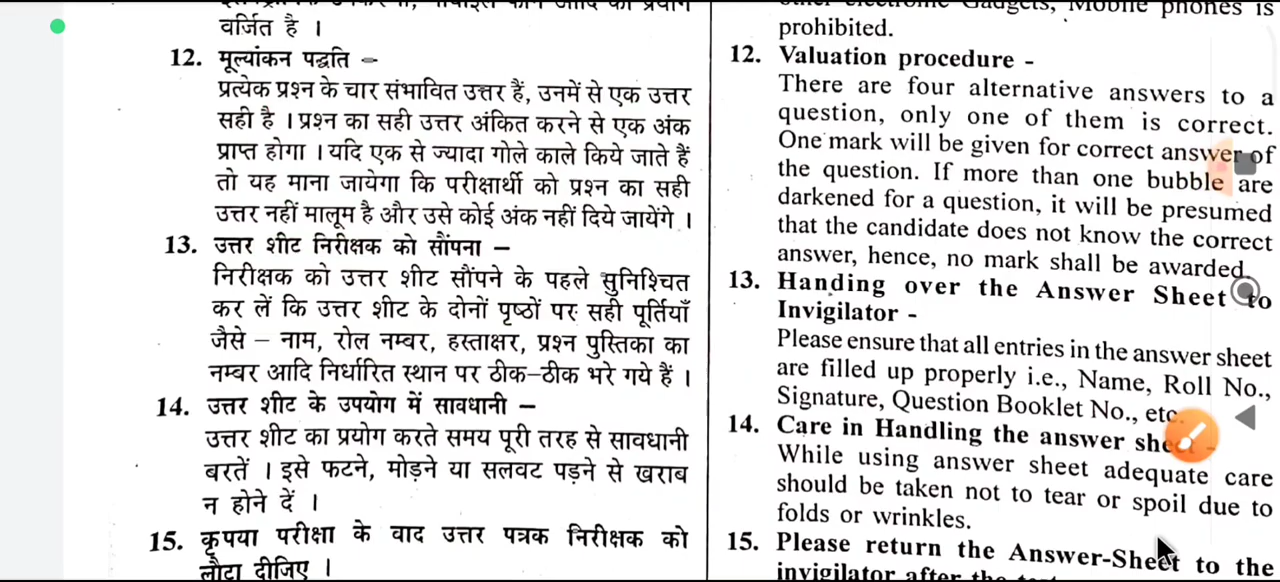 वर्जित है ।
12. मूल्यांकन पद्धति –
प्रत्येक प्रश्न के चार संभावित उत्तर हैं, उनमें से एक उत्तर
सही है । प्रश्न का सही उत्तर अंकित करने से एक अंक
प्राप्त होगा । यदि एक से ज्यादा गोले काले किये जाते हैं
तो यह माना जायेगा कि परीक्षार्थी को प्रश्न का सही
उत्तर नहीं मालूम है और उसे कोई अंक नहीं दिये जायेंगे ।
13. उत्तर शीट निरीक्षक को सौंपना –
निरीक्षक को उत्तर शीट सौंपने के पहले सुनिश्चित
कर लें कि उत्तर शीट के दोनों पृष्ठों पर सही पूर्तियाँ
जैसे – नाम, रोल नम्बर, हस्ताक्षर, प्रश्न पुस्तिका का
नम्बर आदि निर्धारित स्थान पर ठीक–ठीक भरे गये हैं ।
14. उत्तर शीट के उपयोग में सावधानी –
उत्तर शीट का प्रयोग करते समय पूरी तरह से सावधानी
बरतें । इसे फटने, मोड़ने या सलवट पड़ने से खराब
न होने दें ।
15. कृपया परीक्षा के वाद उत्तर पत्रक निरीक्षक को
लौटा दीजिए ।
other electronic Gadgets, Mobile phones is
prohibited.
12. Valuation procedure -
There are four alternative answers to a
question, only one of them is correct.
One mark will be given for correct answer of
the question. If more than one bubble are
darkened for a question, it will be presumed
that the candidate does not know the correct
answer, hence, no mark shall be awarded.
13. Handing over the Answer Sheet to
Invigilator -
Please ensure that all entries in the answer sheet
are filled up properly i.e., Name, Roll No.,
Signature, Question Booklet No., etc.
14. Care in Handling the answer sheet -
While using answer sheet adequate care
should be taken not to tear or spoil due to
folds or wrinkles.
15. Please return the Answer-Sheet to the
invigilator after the